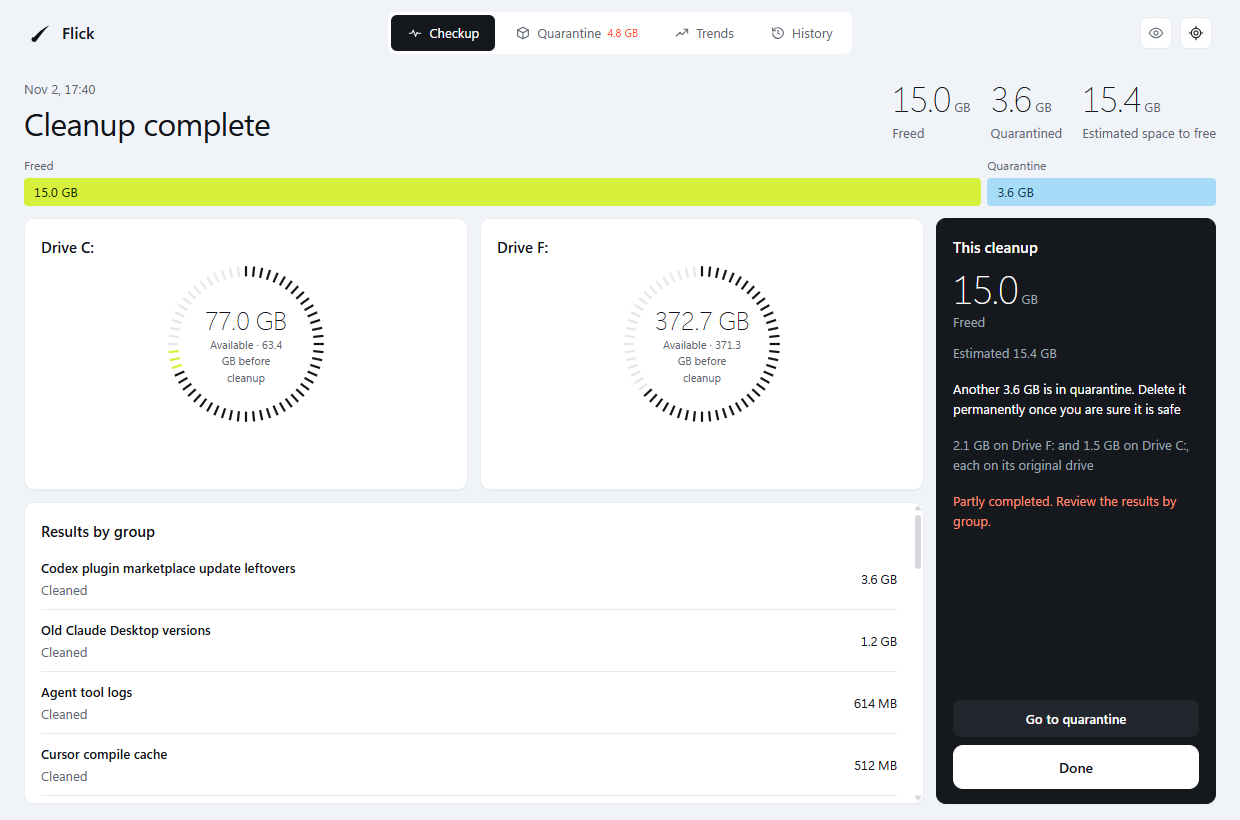 Flick
Checkup
Quarantine 4.8 GB
Trends
History
Nov 2, 17:40
Cleanup complete
15.0 GB
Freed
3.6 GB
Quarantined
15.4 GB
Estimated space to free
Freed
Quarantine
15.0 GB
3.6 GB
Drive C:
77.0 GB
Available · 63.4
GB before
cleanup
Drive F:
372.7 GB
Available · 371.3
GB before
cleanup
This cleanup
15.0 GB
Freed
Estimated 15.4 GB
Another 3.6 GB is in quarantine. Delete it
permanently once you are sure it is safe
2.1 GB on Drive F: and 1.5 GB on Drive C:,
each on its original drive
Partly completed. Review the results by
group.
Go to quarantine
Done
Results by group
Codex plugin marketplace update leftovers
Cleaned
3.6 GB
Old Claude Desktop versions
Cleaned
1.2 GB
Agent tool logs
Cleaned
614 MB
Cursor compile cache
Cleaned
512 MB